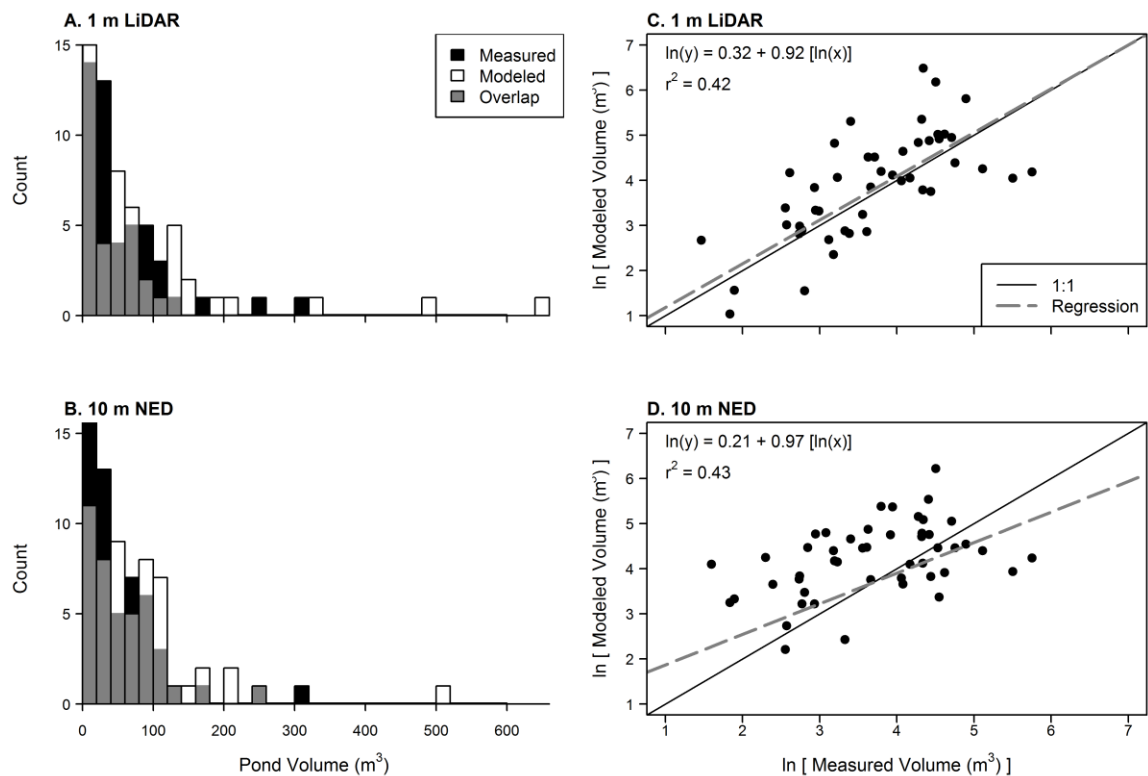 A. 1 m LiDAR
15
10
5
0
Count
Measured
Modeled
Overlap
C. 1 m LiDAR
ln(y) = 0.32 + 0.92 [ln(x)]
r² = 0.42
7
6
5
4
3
2
1
ln [ Modeled Volume (m³) ]
1:1
Regression
B. 10 m NED
15
10
5
0
Count
0 100 200 300 400 500 600
Pond Volume (m³)
D. 10 m NED
ln(y) = 0.21 + 0.97 [ln(x)]
r² = 0.43
7
6
5
4
3
2
1
ln [ Modeled Volume (m³) ]
1 2 3 4 5 6 7
ln [ Measured Volume (m³) ]